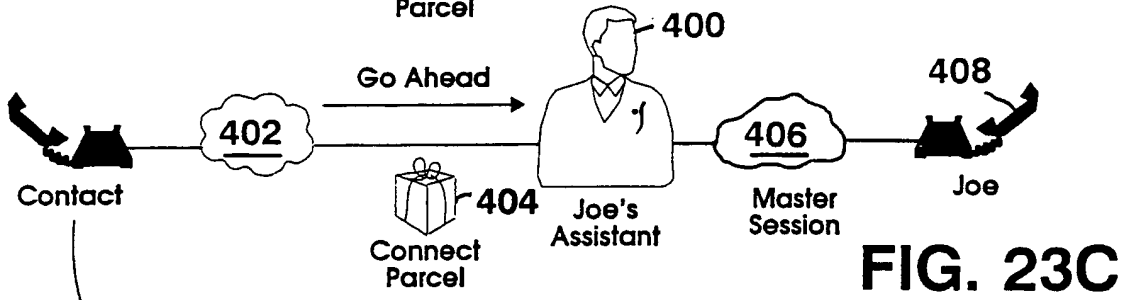 Parcel
400
Go Ahead
408
402
406
Contact
404
Joe's
Assistant
Master
Session
Joe
Connect
Parcel
FIG. 23C